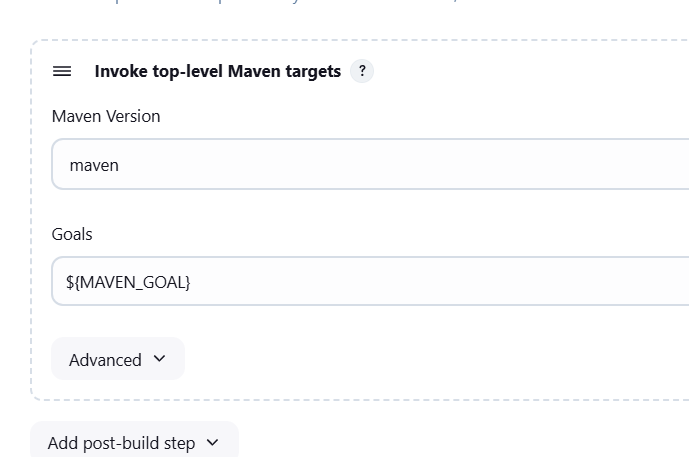 Invoke top-level Maven targets ?
Maven Version
maven
Goals
${MAVEN_GOAL}
Advanced
Add post-build step